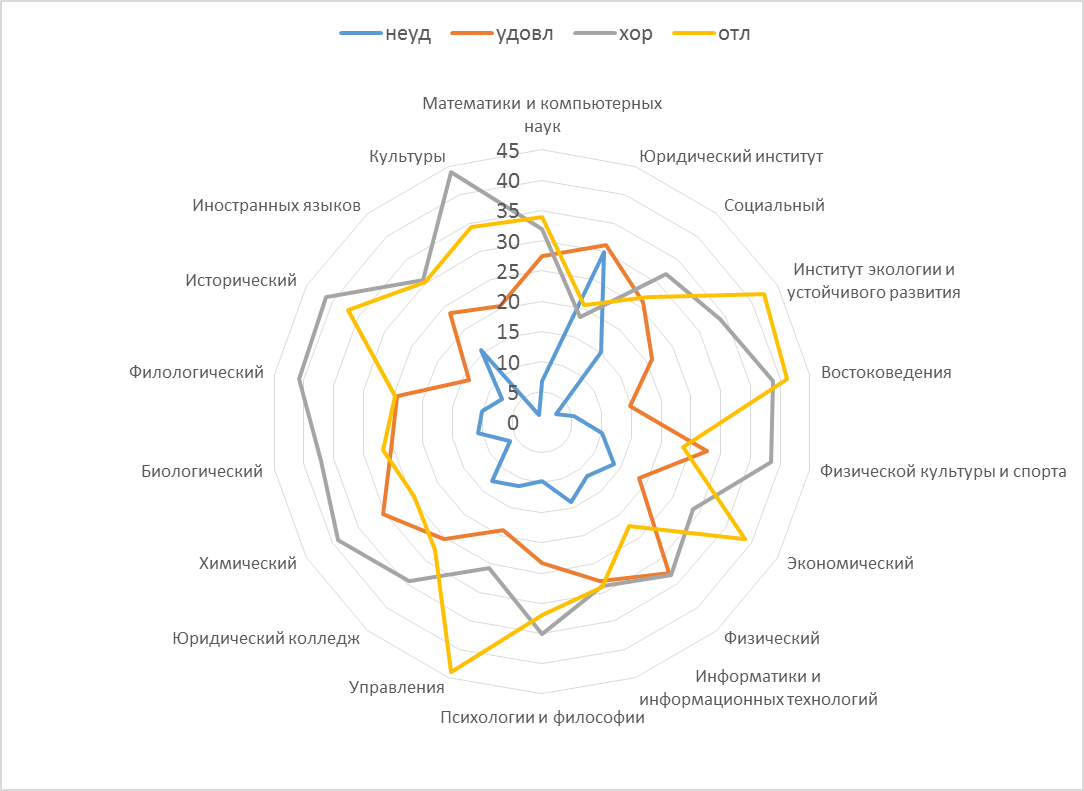 неуд удовл хор отл
Математики и компьютерных
наук
Юридический институт
Социальный
Институт экологии и
устойчивого развития
Востоковедения
Физической культуры и спорта
Экономический
Физический
Информатики и
информационных технологий
Психологии и философии
Управления
Юридический колледж
Химический
Биологический
Филологический
Исторический
Иностранных языков
Культуры
45
40
35
30
25
20
15
10
5
0